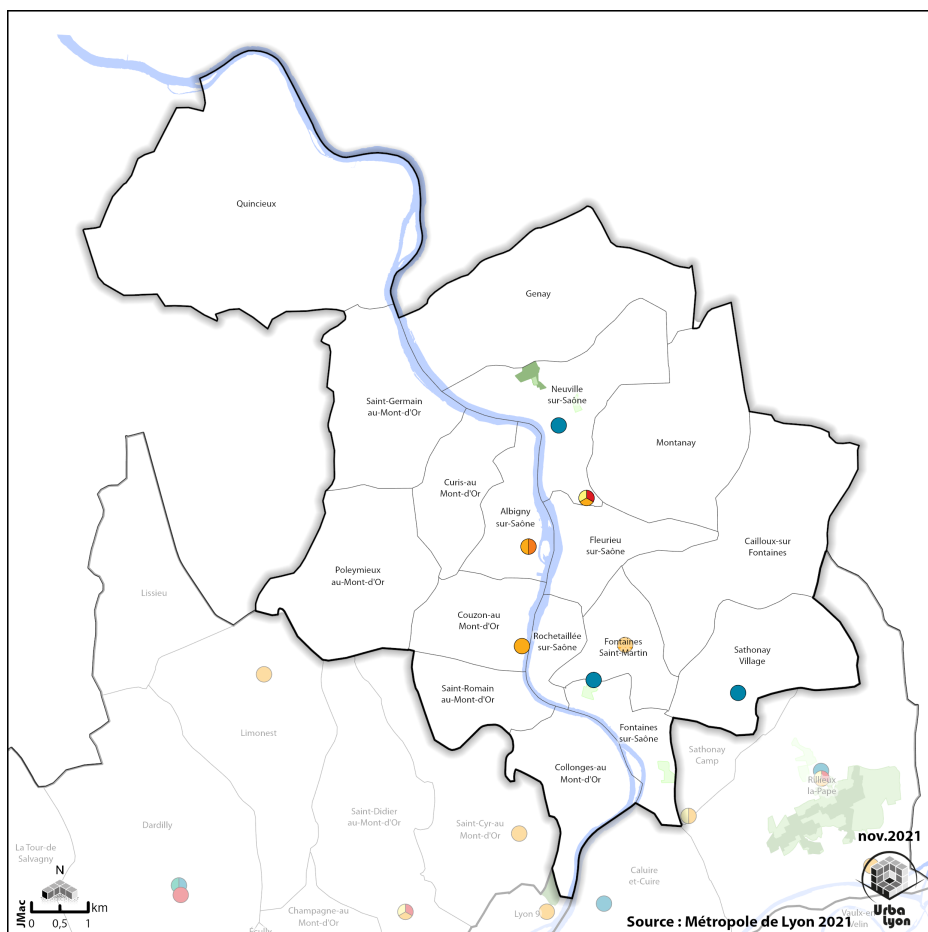 Quincieux
Genay
Neuville
sur-Saône
Saint-Germain
au-Mont-d'Or
Montanay
Curis-au
Mont-d'Or
Albigny
sur-Saône
Fleurieu
sur-Saône
Cailloux-sur
Fontaines
Poleymieux
au-Mont-d'Or
Lissieu
Couzon-au
Mont-d'Or
Rochetaillée
sur-Saône
Fontaines
Saint-Martin
Sathonay
Village
Saint-Romain
au-Mont-d'Or
Limonest
Fontaines
sur-Saône
Sathonay
Camp
Collonges-au
Mont-d'Or
Rillieux
la-Pape
Saint-Didier
au-Mont-d'Or
Saint-Cyr-au
Mont-d'Or
Dardilly
La Tour-de
Salvagny
nov.2021
N
Caluire
et-Cuire
JMac
0 0,5 1 km
Champagne-au
Mont-d'Or
Lyon 9
Source : Métropole de Lyon 2021
Urba
Lyon